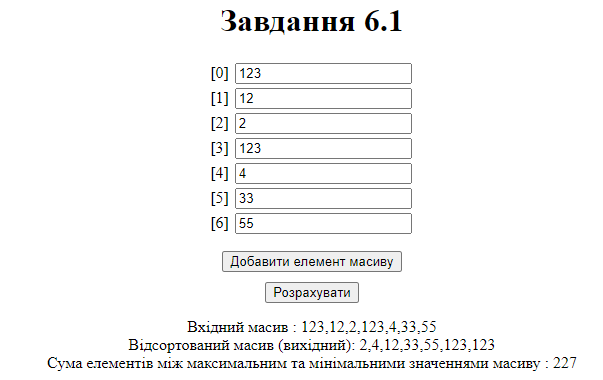 Завдання 6.1
[0] 123
[1] 12
[2] 2
[3] 123
[4] 4
[5] 33
[6] 55
Добавити елемент масиву
Розрахувати
Вхідний масив : 123,12,2,123,4,33,55
Відсортований масив (вихідний): 2,4,12,33,55,123,123
Сума елементів між максимальним та мінімальними значеннями масиву : 227